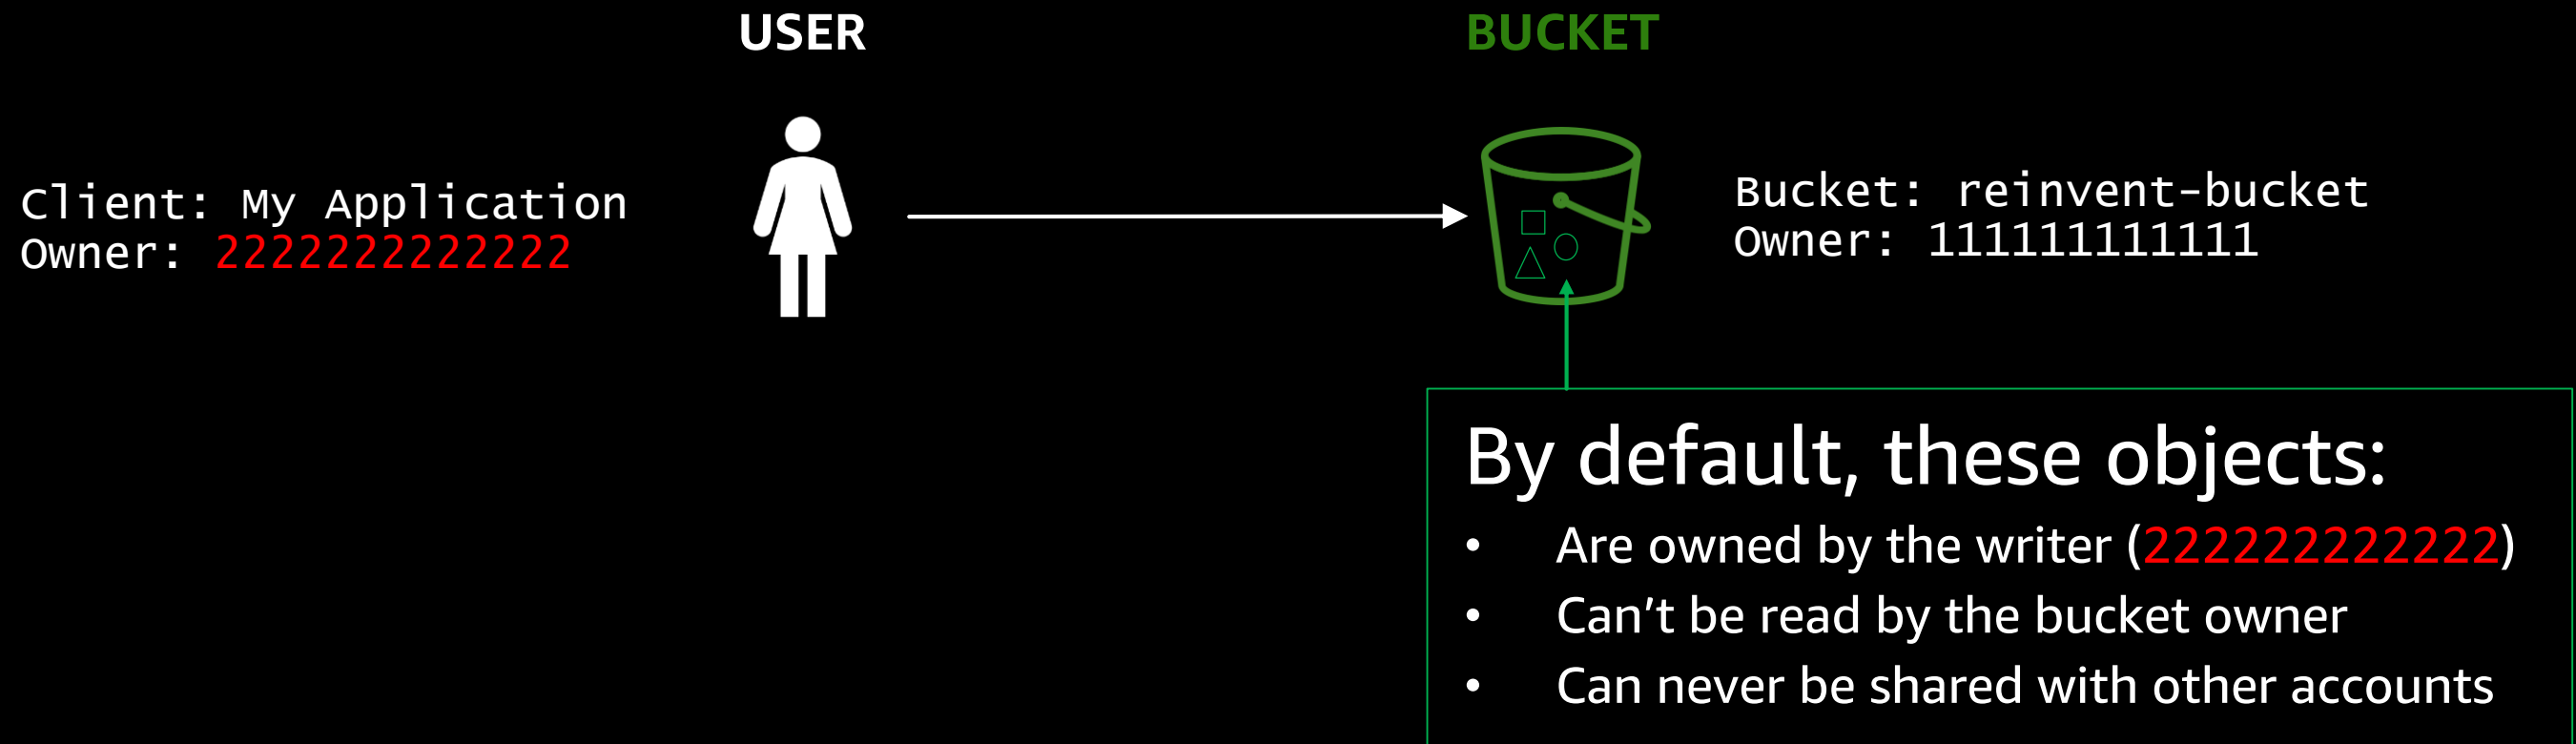 USER
BUCKET
Client: My Application
Owner: 2222222222222
Bucket: reinvent-bucket
Owner: 111111111111
By default, these objects:
• Are owned by the writer (222222222222)
• Can’t be read by the bucket owner
• Can never be shared with other accounts